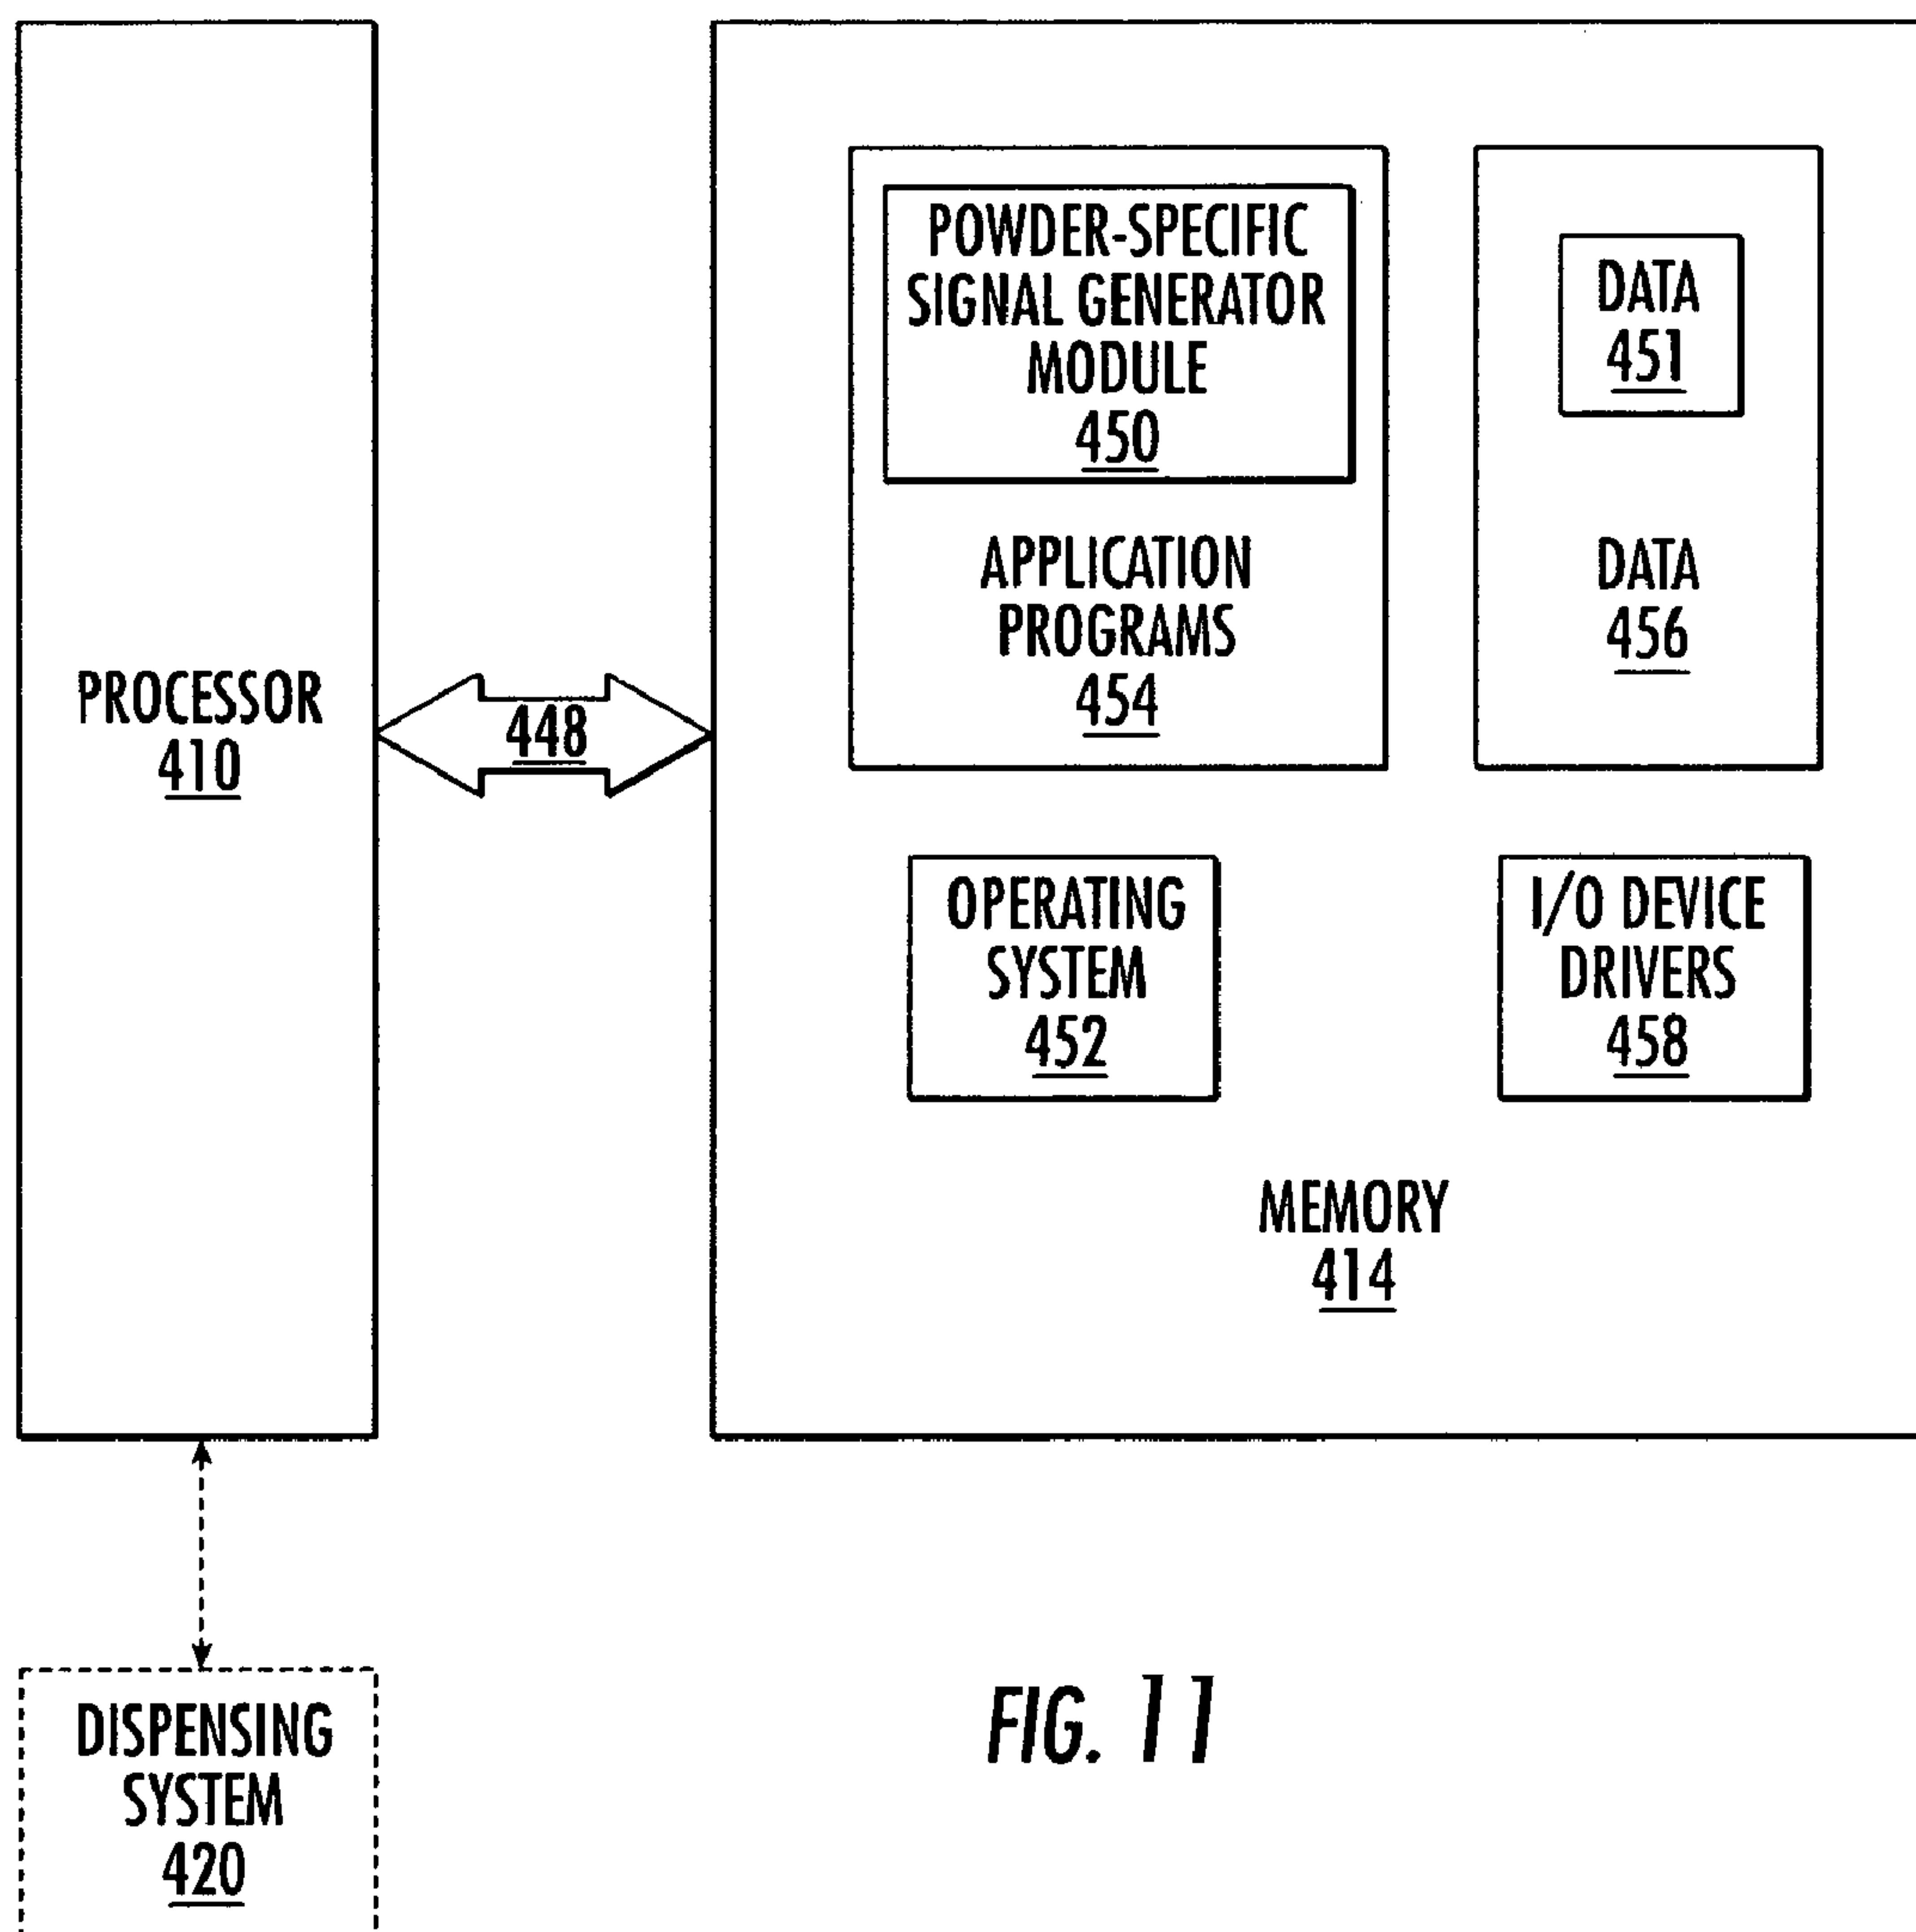 PROCESSOR
410
448
POWDER-SPECIFIC
SIGNAL GENERATOR
MODULE
450
APPLICATION
PROGRAMS
454
DATA
451
DATA
456
OPERATING
SYSTEM
452
I/O DEVICE
DRIVERS
458
MEMORY
414
DISPENSING
SYSTEM
420
FIG. 11